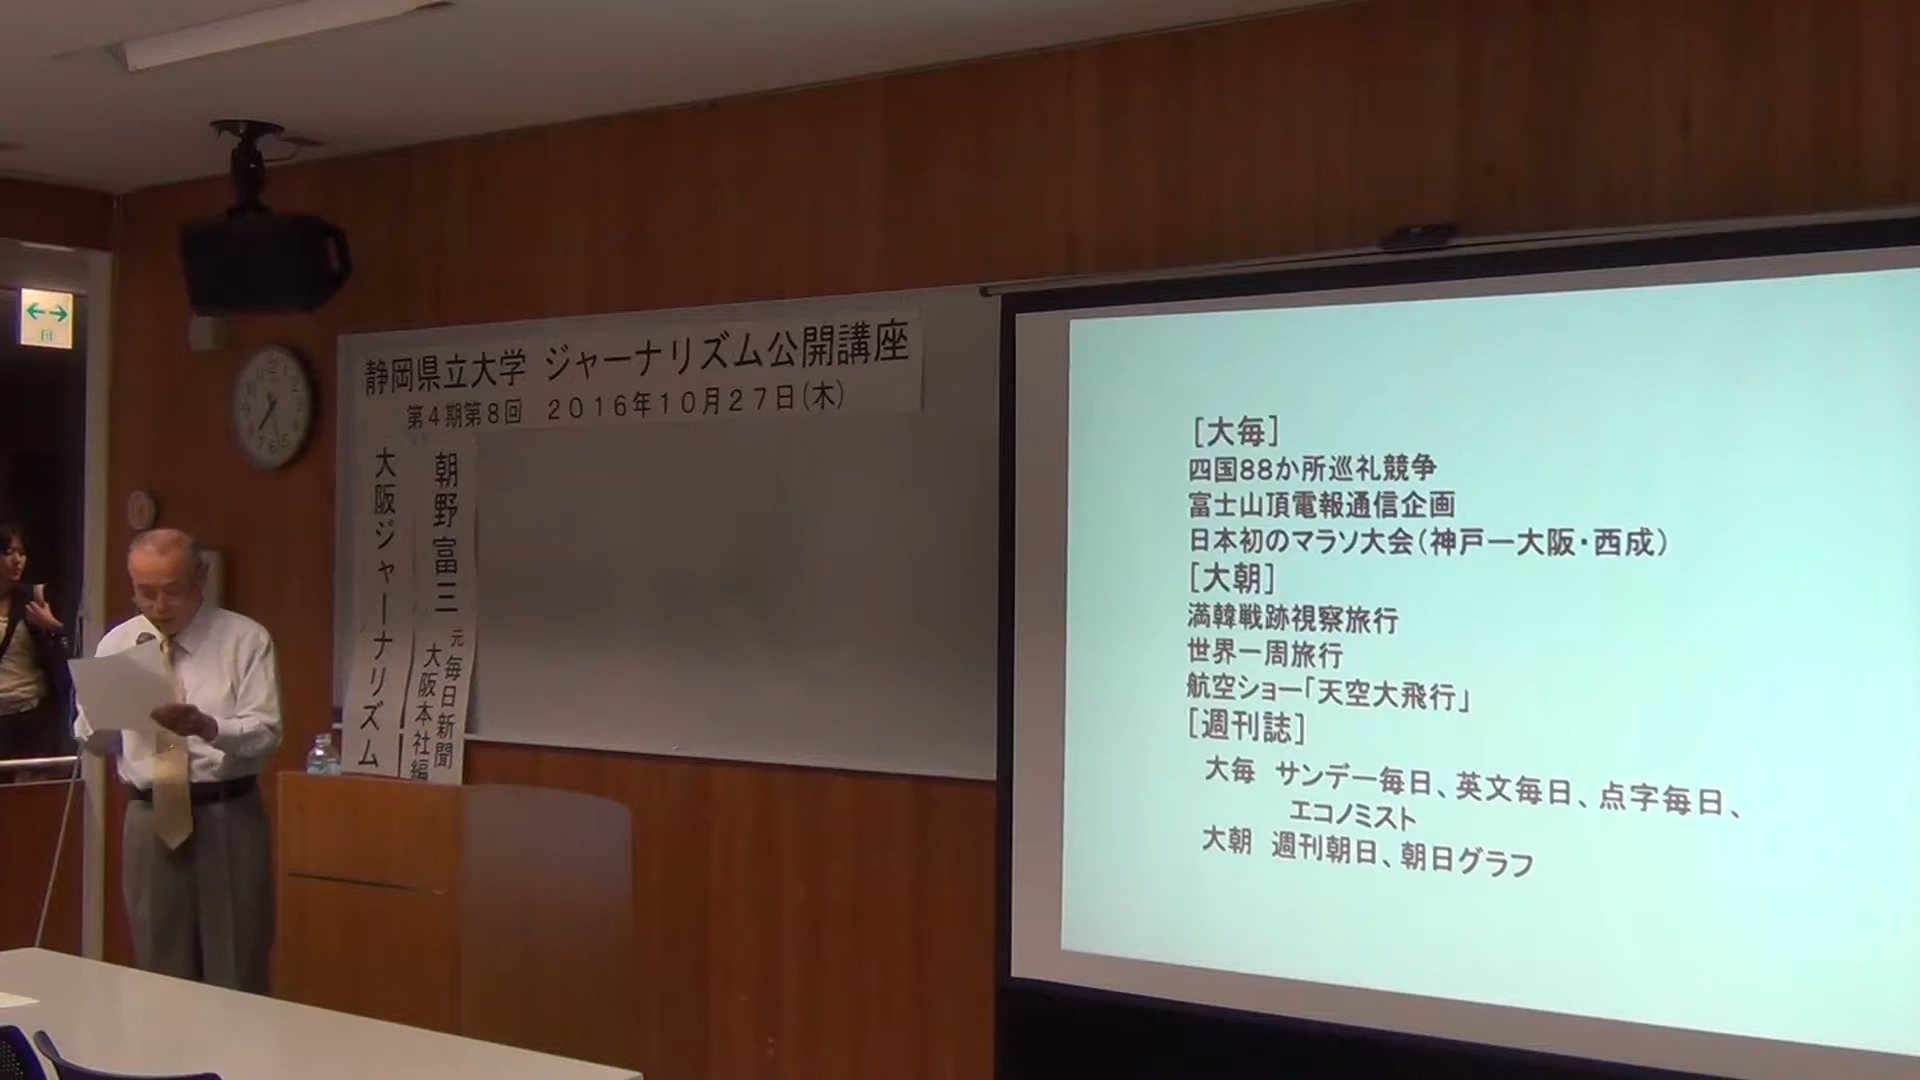 静岡県立大学 ジャーナリズム公開講座
第4期第8回 2016年10月27日(木)
大阪ジャーナリズム
朝野富三 元毎日新聞
大阪本社編
[大毎]
四国88か所巡礼競争
富士山頂電報通信企画
日本初のマラソ大会(神戸ー大阪・西成)
[大朝]
満韓戦跡視察旅行
世界一周旅行
航空ショー「天空大飛行」
[週刊誌]
大毎 サンデー毎日、英文毎日、点字毎日、
エコノミスト
大朝 週刊朝日、朝日グラフ